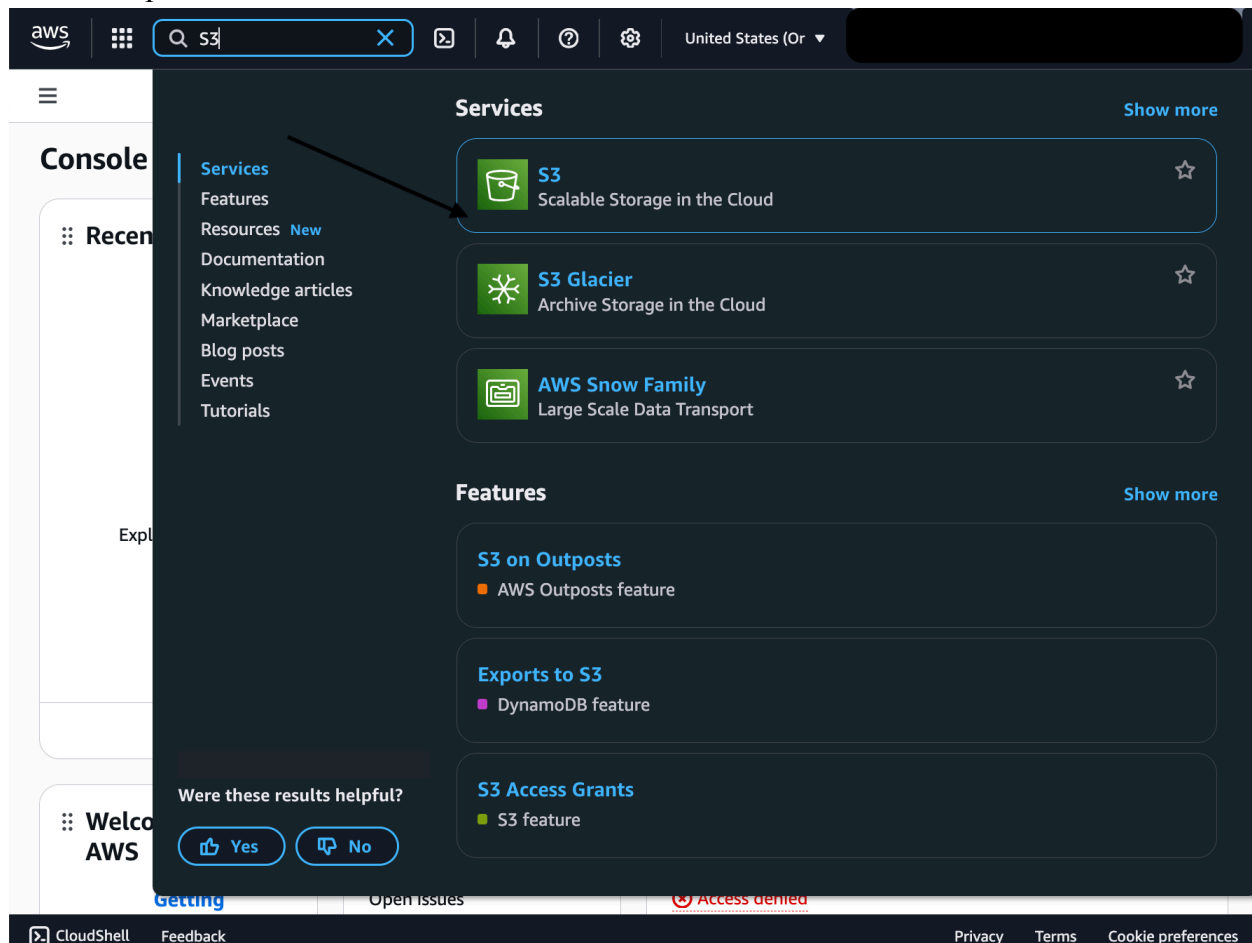 aws
S3
United States (Or
Console
Recen
Expl
Welco
AWS
Getting
Open Issues
Access denied
Services
Features
Resources New
Documentation
Knowledge articles
Marketplace
Blog posts
Events
Tutorials
Were these results helpful?
Yes
No
Services
Show more
S3
Scalable Storage in the Cloud
S3 Glacier
Archive Storage in the Cloud
AWS Snow Family
Large Scale Data Transport
Features
Show more
S3 on Outposts
AWS Outposts feature
Exports to S3
DynamoDB feature
S3 Access Grants
S3 feature
CloudShell
Feedback
Privacy
Terms
Cookie preferences